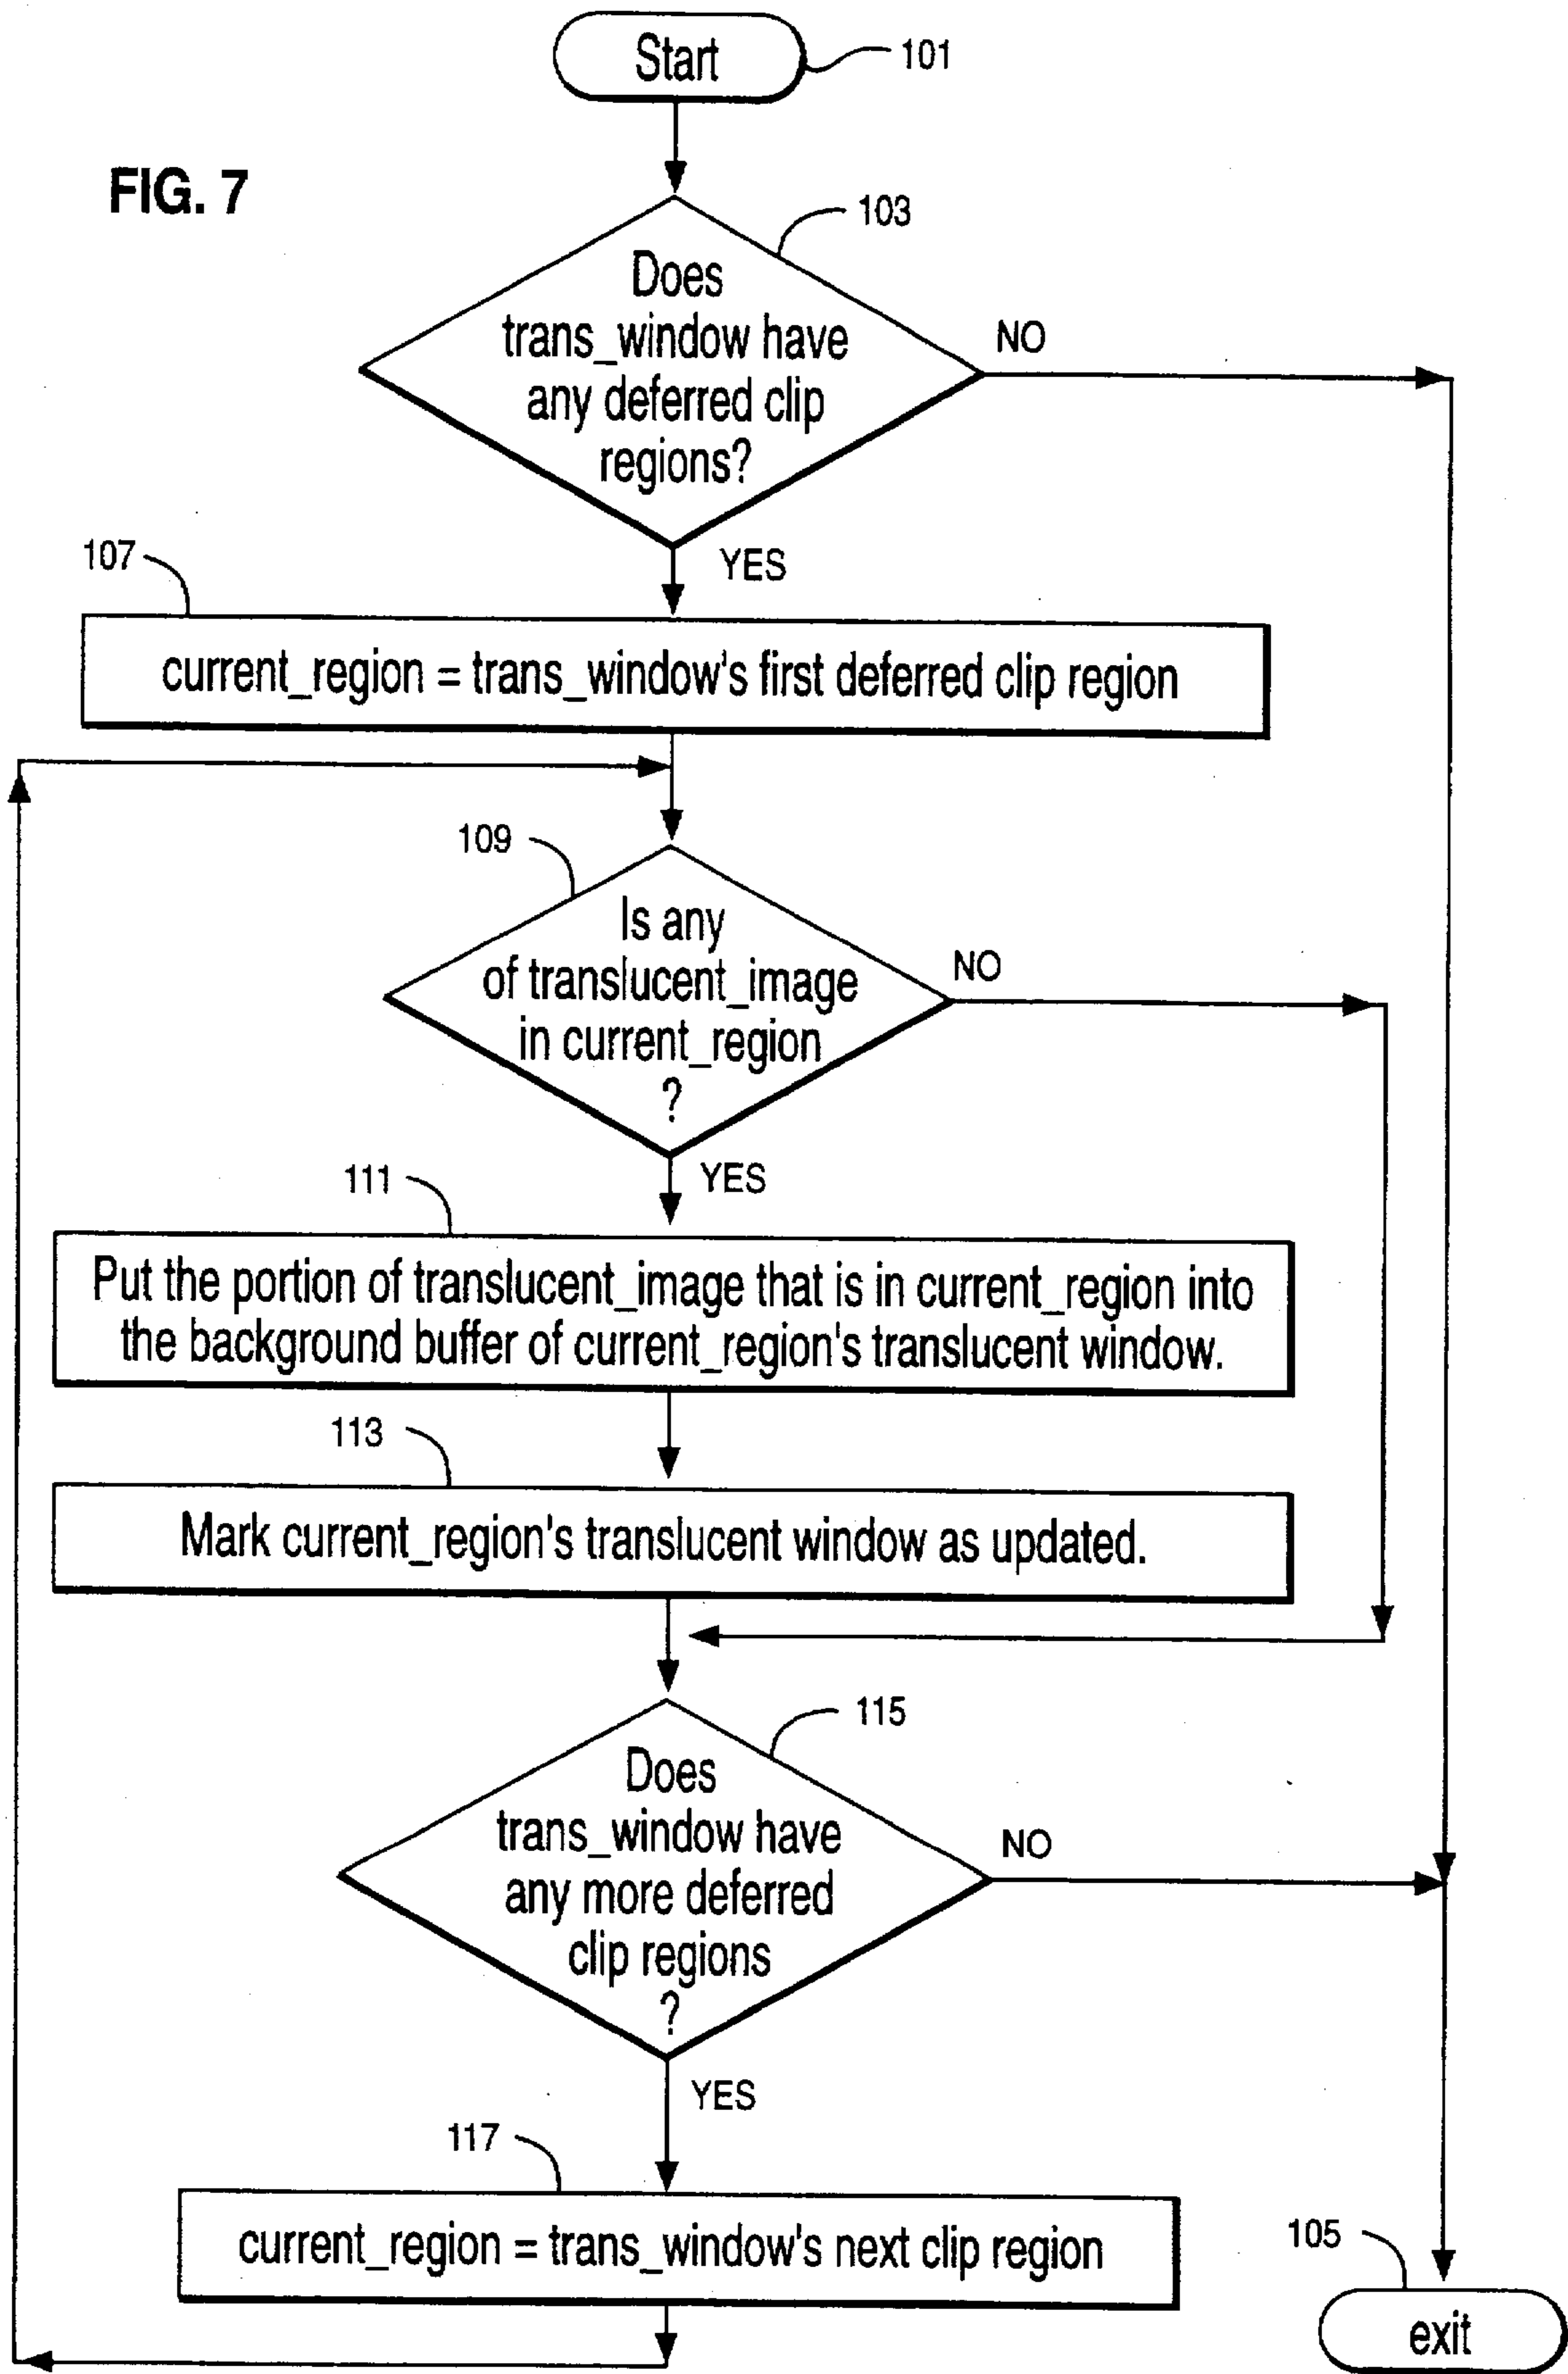 Start
101
FIG. 7
103
Does
trans_window have
any deferred clip
regions?
NO
YES
107
current_region = trans_window's first deferred clip region
109
Is any
of translucent_image
in current_region
?
NO
YES
111
Put the portion of translucent_image that is in current_region into
the background buffer of current_region's translucent window.
113
Mark current_region's translucent window as updated.
115
Does
trans_window have
any more deferred
clip regions
?
NO
YES
117
current_region = trans_window's next clip region
105
exit